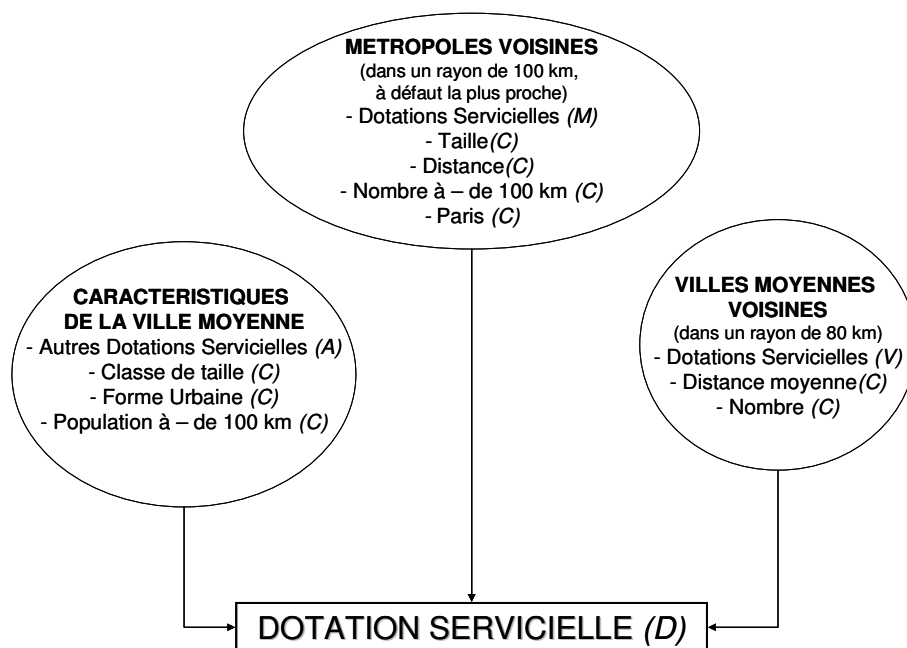 METROPOLES VOISINES
(dans un rayon de 100 km,
à défaut la plus proche)
- Dotations Servicielles (M)
- Taille(C)
- Distance(C)
- Nombre à – de 100 km (C)
- Paris (C)
CARACTERISTIQUES
DE LA VILLE MOYENNE
- Autres Dotations Servicielles (A)
- Classe de taille (C)
- Forme Urbaine (C)
- Population à – de 100 km (C)
VILLES MOYENNES
VOISINES
(dans un rayon de 80 km)
- Dotations Servicielles (V)
- Distance moyenne(C)
- Nombre (C)
DOTATION SERVICIELLE (D)